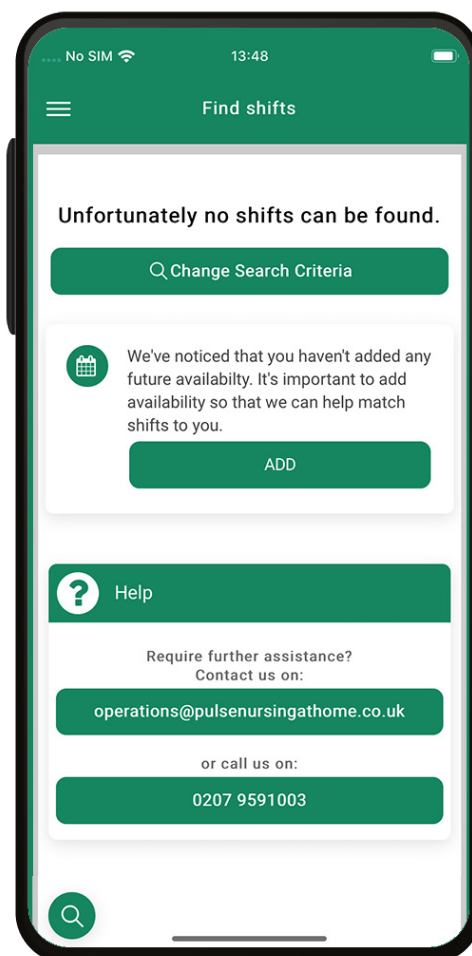 No SIM
13:48
Find shifts
Unfortunately no shifts can be found.
Change Search Criteria
We've noticed that you haven't added any
future availabilty. It's important to add
availability so that we can help match
shifts to you.
ADD
? Help
Require further assistance?
Contact us on:
operations@pulsenursingathome.co.uk
or call us on:
0207 9591003